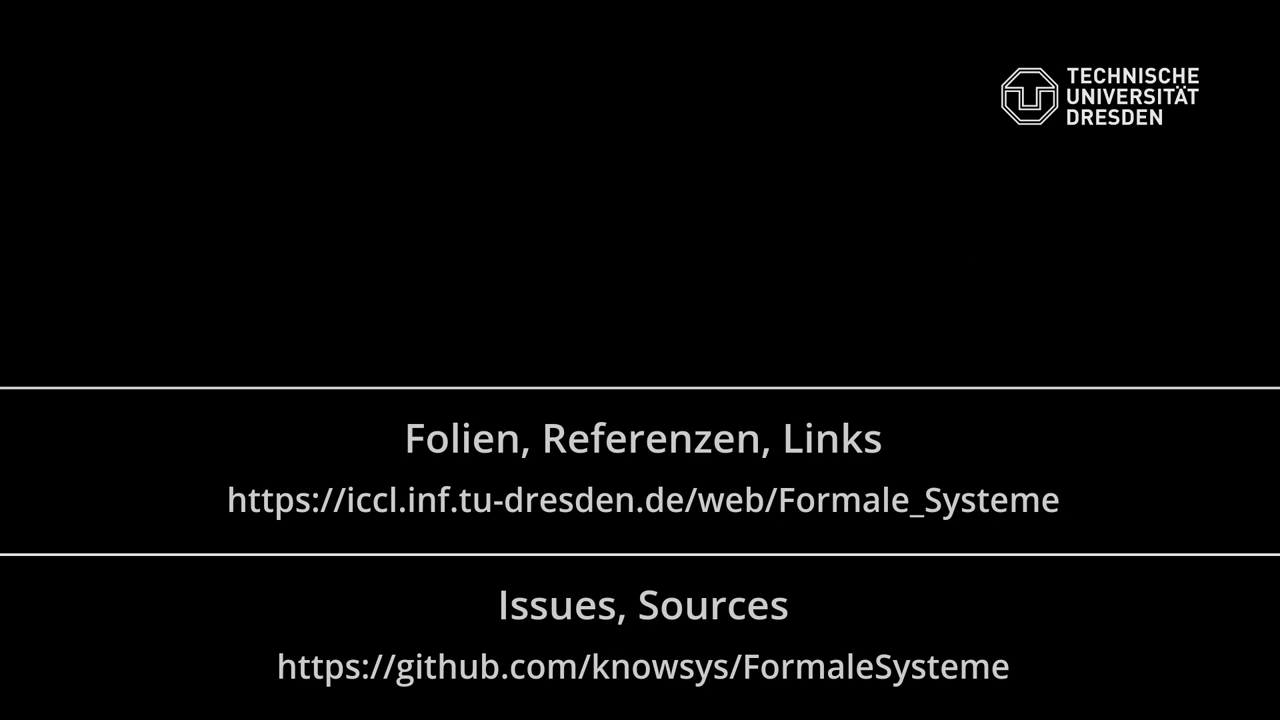 TECHNISCHE
UNIVERSITÄT
DRESDEN
Folien, Referenzen, Links
https://iccl.inf.tu-dresden.de/web/Formale_Systeme
Issues, Sources
https://github.com/knowsys/FormaleSysteme